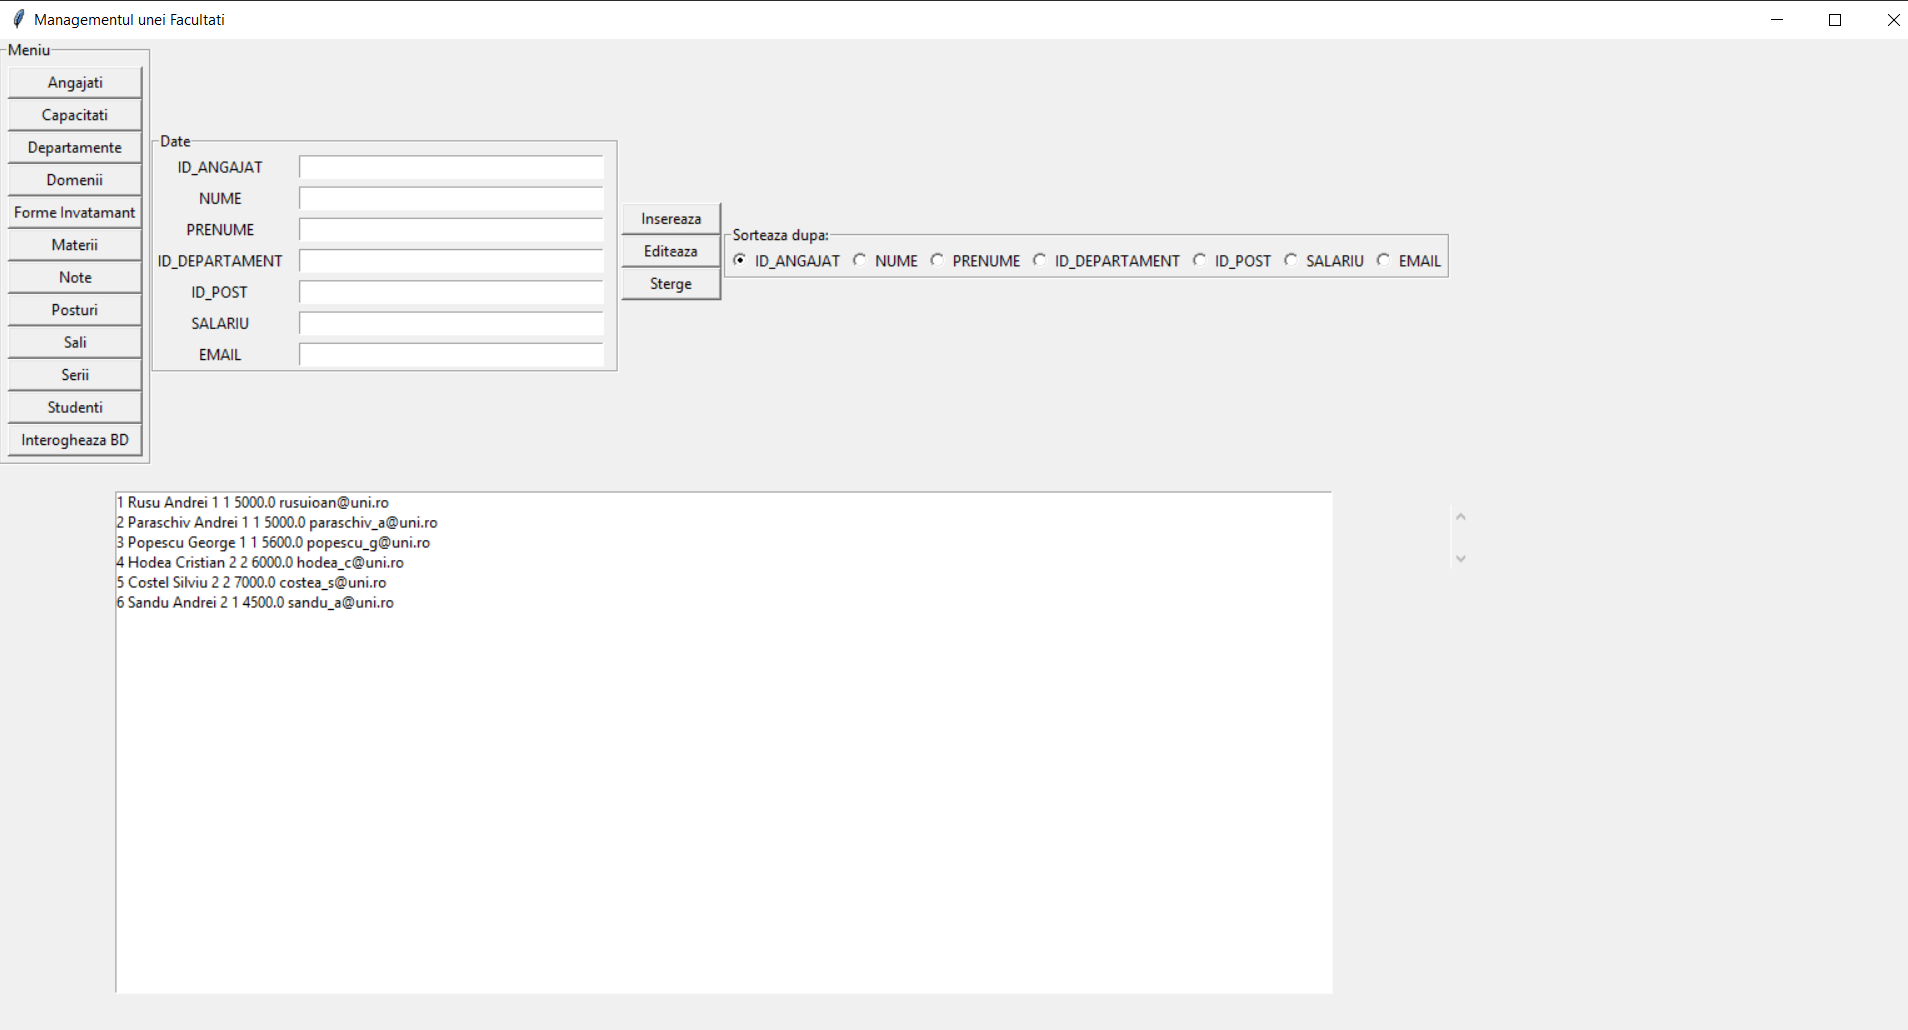 Managementul unei Facultati
Meniu
Angajati
Capacitati
Departamente
Domenii
Forme Invatamant
Materii
Note
Posturi
Sali
Serii
Studenti
Interogheaza BD
Date
ID_ANGAJAT
NUME
PRENUME
ID_DEPARTAMENT
ID_POST
SALARIU
EMAIL
Insereaza
Editeaza
Sterge
Sorteaza dupa:
ID_ANGAJAT NUME PRENUME ID_DEPARTAMENT ID_POST SALARIU EMAIL
1 Rusu Andrei 1 1 5000.0 rusuioan@uni.ro
2 Paraschiv Andrei 1 1 5000.0 paraschiv_a@uni.ro
3 Popescu George 1 1 5600.0 popescu_g@uni.ro
4 Hodea Cristian 2 2 6000.0 hodea_c@uni.ro
5 Costel Silviu 2 2 7000.0 costea_s@uni.ro
6 Sandu Andrei 2 1 4500.0 sandu_a@uni.ro